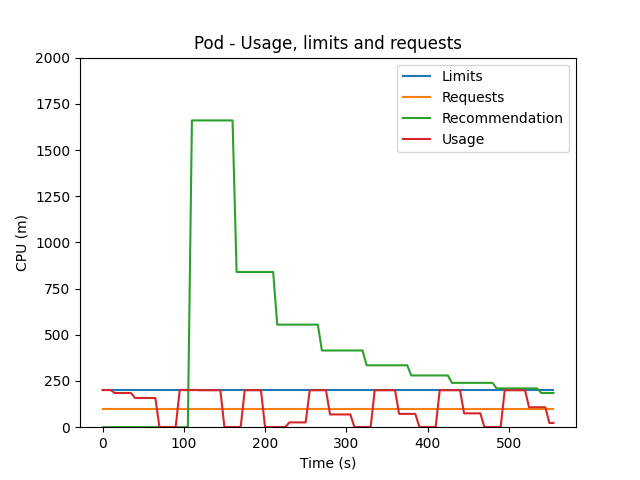 Pod - Usage, limits and requests
2000
1750
1500
1250
1000
750
500
250
0
CPU (m)
Limits
Requests
Recommendation
Usage
0
100
200
300
400
500
Time (s)